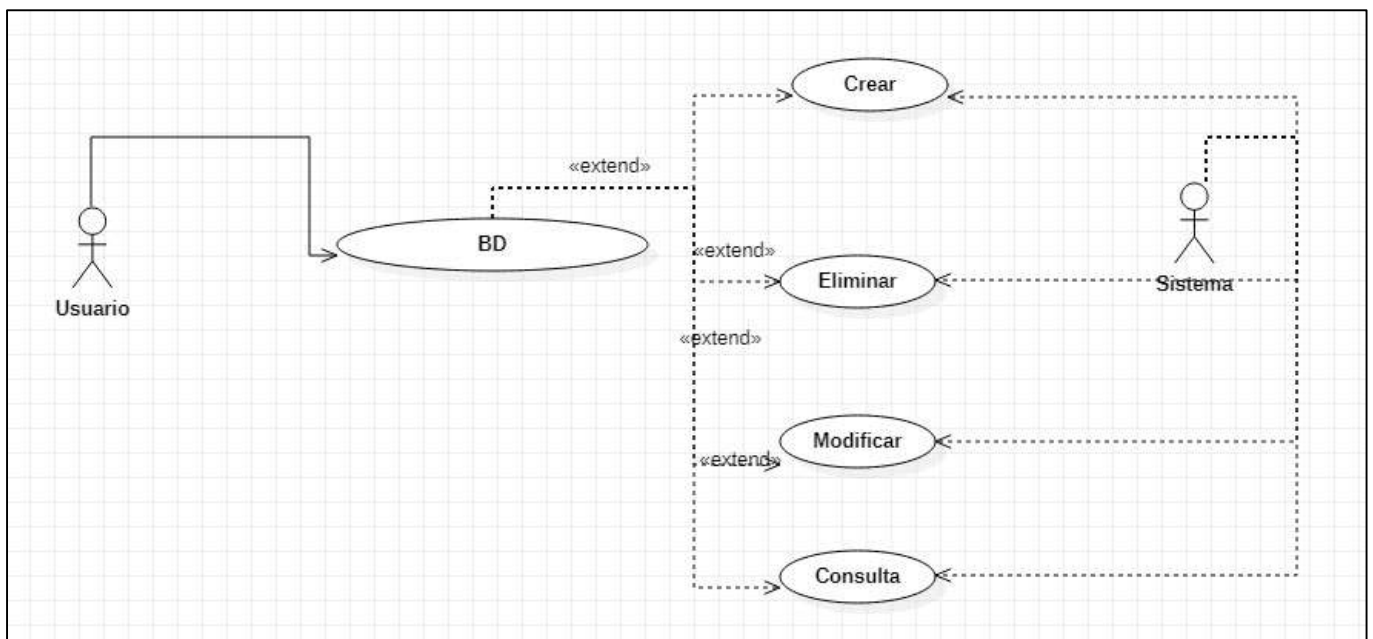 Crear
«extend»
BD
«extend»
Eliminar
Usuario
Sistema
«extend»
Modificar
«extend»
Consulta